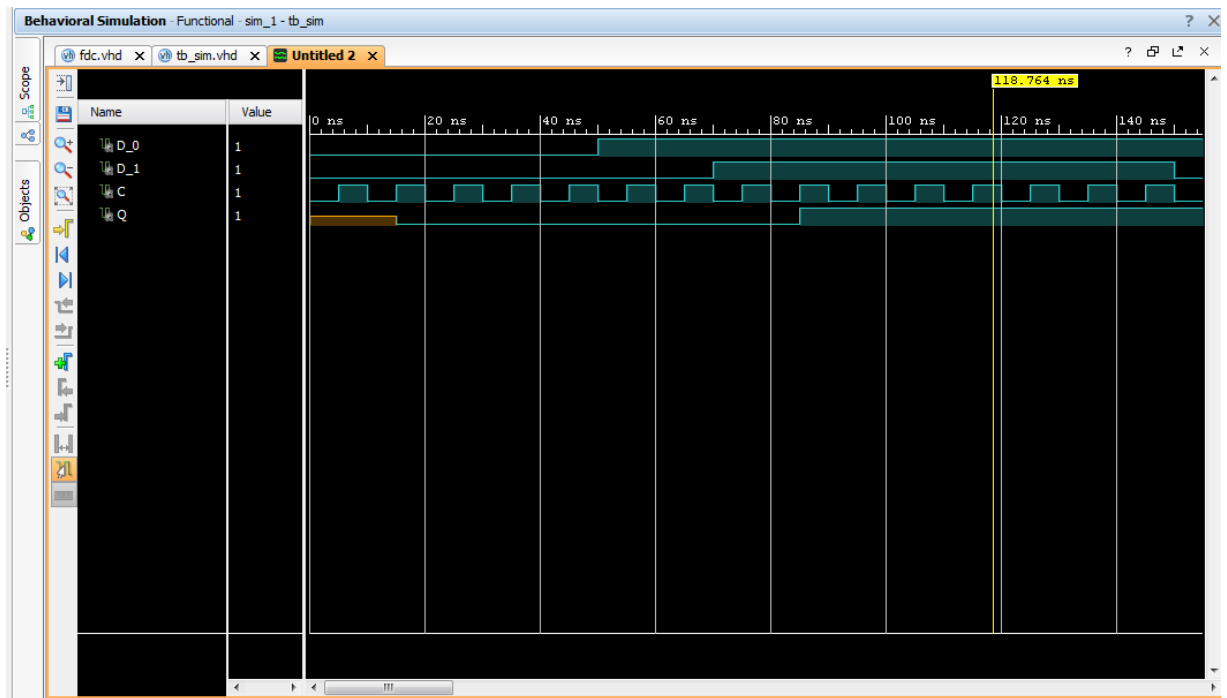 Behavioral Simulation - Functional - sim_1 - tb_sim
? X
Scope
Objects
fdc.vhd x tb_sim.vhd x Untitled 2 x
118.764 ns
Name Value
0 ns 20 ns 40 ns 60 ns 80 ns 100 ns 120 ns 140 ns
D_0 1
D_1 1
C 1
Q 1